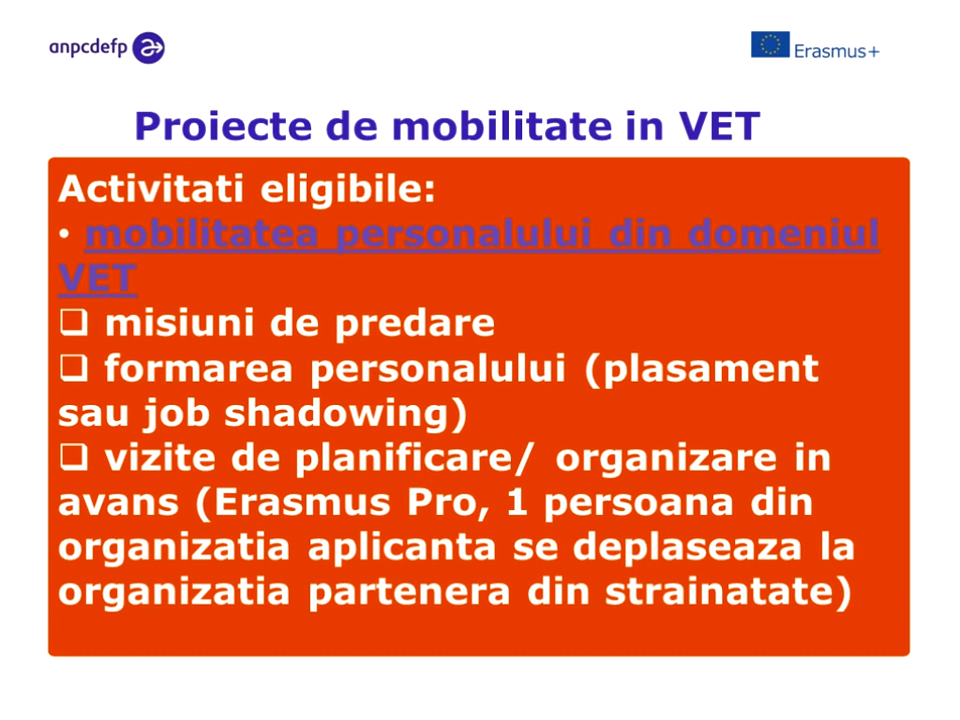 anpcdefp
Erasmus+
Proiecte de mobilitate in VET
Activitati eligibile:
• mobilitatea personalului din domeniul
VET
❑ misiuni de predare
❑ formarea personalului (plasament
sau job shadowing)
❑ vizite de planificare/ organizare in
avans (Erasmus Pro, 1 persoana din
organizatia aplicanta se deplaseaza la
organizatia partenera din strainatate)